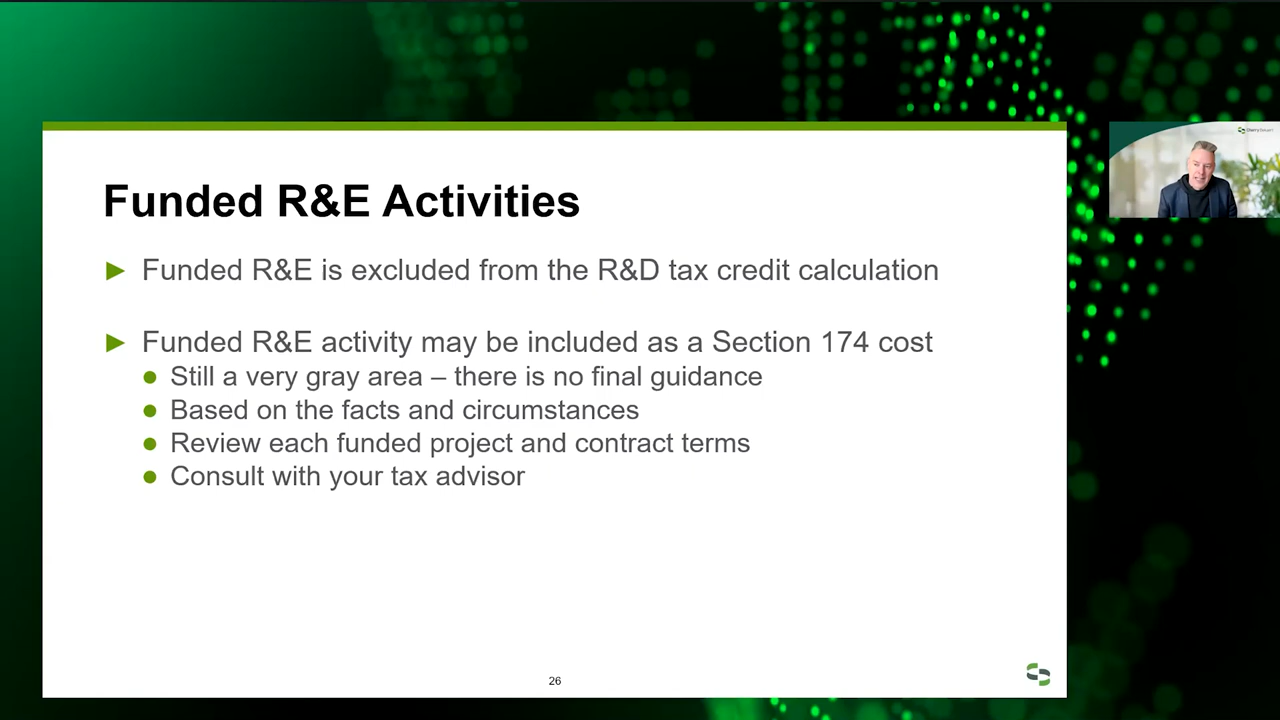 Funded R&E Activities
► Funded R&E is excluded from the R&D tax credit calculation
► Funded R&E activity may be included as a Section 174 cost
● Still a very gray area – there is no final guidance
● Based on the facts and circumstances
● Review each funded project and contract terms
● Consult with your tax advisor
26
Cherry Bekaert